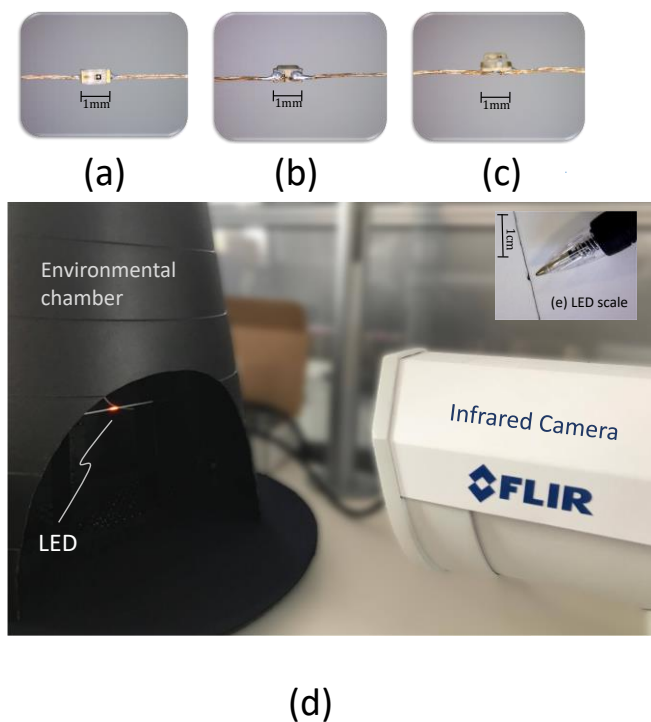 1mm
1mm
1mm
(a)
(b)
(c)
Environmental
chamber
1cm
(e) LED scale
Infrared Camera
FLIR
LED
(d)